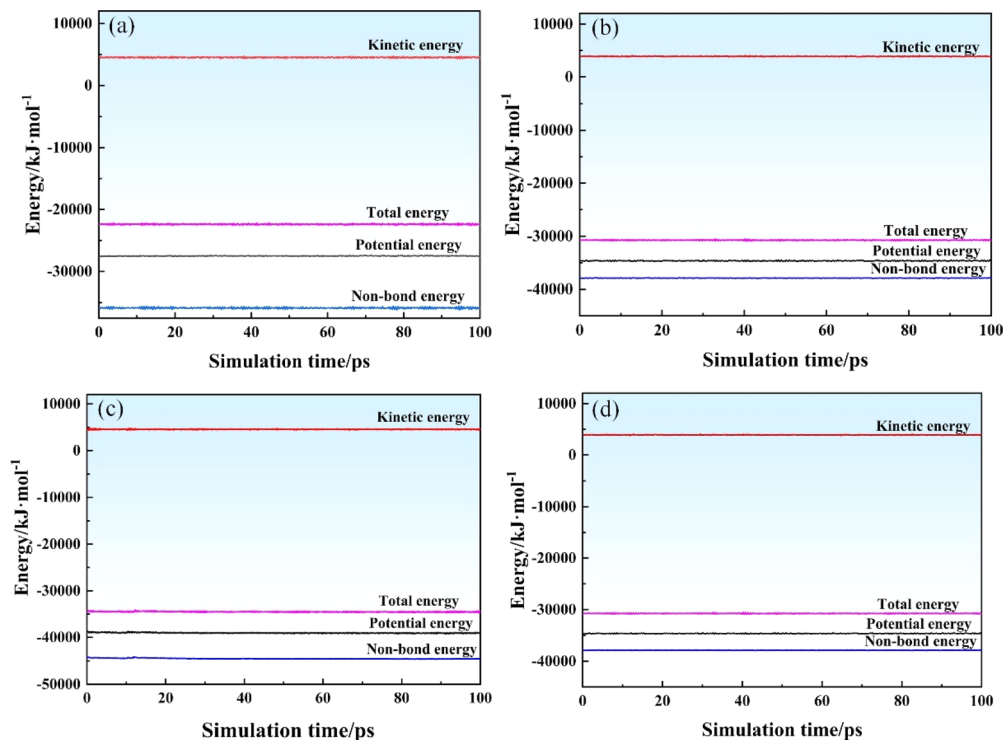 (a)
Kinetic energy
Total energy
Potential energy
Non-bond energy
10000
0
-10000
-20000
-30000
Energy/kJ·mol-1
0 20 40 60 80 100
Simulation time/ps
(b)
Kinetic energy
Total energy
Potential energy
Non-bond energy
10000
0
-10000
-20000
-30000
-40000
Energy/kJ·mol-1
0 20 40 60 80 100
Simulation time/ps
(c)
Kinetic energy
Total energy
Potential energy
Non-bond energy
10000
0
-10000
-20000
-30000
-40000
-50000
Energy/kJ·mol-1
0 20 40 60 80 100
Simulation time/ps
(d)
Kinetic energy
Total energy
Potential energy
Non-bond energy
10000
0
-10000
-20000
-30000
-40000
Energy/kJ·mol-1
0 20 40 60 80 100
Simulation time/ps